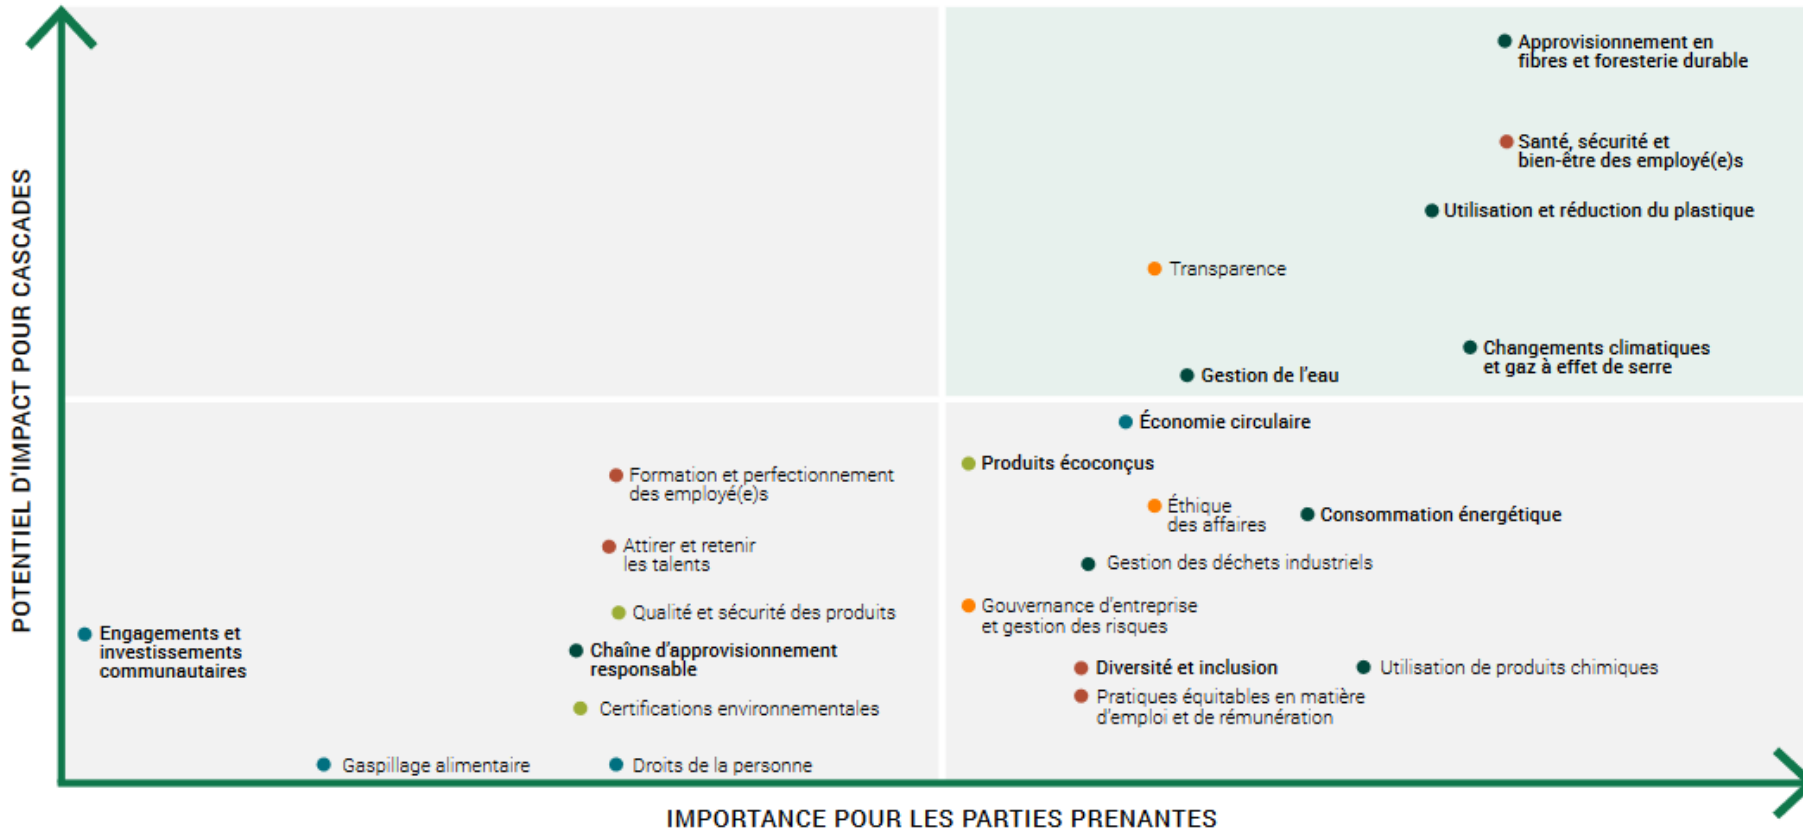 POTENTIEL D'IMPACT POUR CASCADES
Approvisionnement en
fibres et foresterie durable
Santé, sécurité et
bien-être des employé(e)s
Utilisation et réduction du plastique
Transparence
Changements climatiques
et gaz à effet de serre
Gestion de l'eau
Économie circulaire
Produits écoconçus
Formation et perfectionnement
des employé(e)s
Éthique
des affaires
Consommation énergétique
Attirer et retenir
les talents
Gestion des déchets industriels
Qualité et sécurité des produits
Gouvernance d'entreprise
et gestion des risques
Engagements et
investissements
communautaires
Chaîne d'approvisionnement
responsable
Diversité et inclusion
Utilisation de produits chimiques
Certifications environnementales
Pratiques équitables en matière
d'emploi et de rémunération
Gaspillage alimentaire
Droits de la personne
IMPORTANCE POUR LES PARTIES PRENANTES